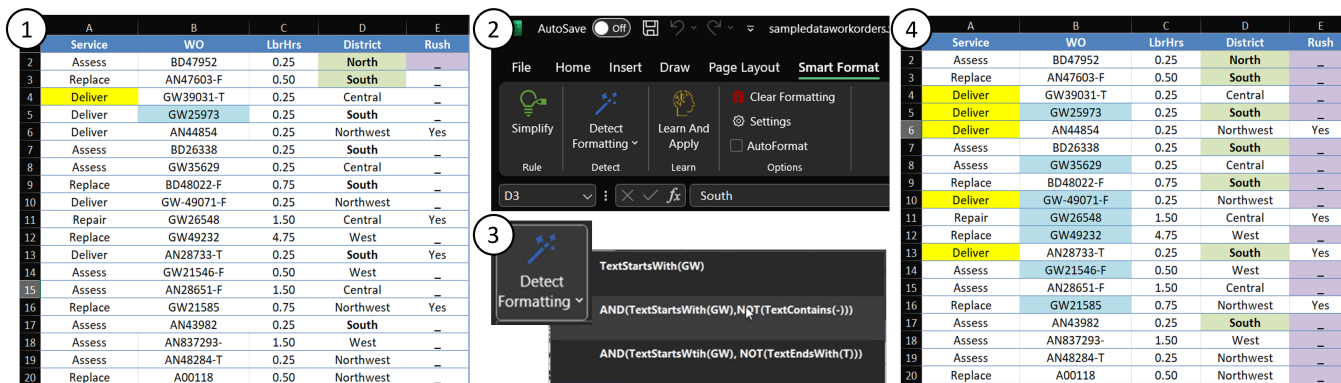 1
A B C D E
Service WO LbrHrs District Rush
2 Assess BD47952 0.25 North _
3 Replace AN47603-F 0.50 South _
4 Deliver GW39031-T 0.25 Central _
5 Deliver GW25973 0.25 South _
6 Deliver AN44854 0.25 Northwest Yes
7 Assess BD26338 0.25 South _
8 Assess GW35629 0.25 Central _
9 Replace BD48022-F 0.75 South _
10 Deliver GW-49071-F 0.25 Northwest _
11 Repair GW26548 1.50 Central Yes
12 Replace GW49232 4.75 West _
13 Deliver AN28733-T 0.25 South Yes
14 Assess GW21546-F 0.50 West _
15 Assess AN28651-F 1.50 Central _
16 Replace GW21585 0.75 Northwest Yes
17 Assess AN43982 0.25 South _
18 Assess AN837293- 1.50 West _
19 Assess AN48284-T 0.25 Northwest _
20 Replace A00118 0.50 Northwest _
2
AutoSave Off sampledataworkorders.
File Home Insert Draw Page Layout Smart Format
Simplify
Detect Formatting
Learn And Apply
Clear Formatting
Settings
AutoFormat
Rule Detect Learn Options
D3 fx South
3
Detect
Formatting
TextStartsWith(GW)
AND(TextStartsWith(GW),NOT(TextContains(-)))
AND(TextStartsWtih(GW), NOT(TextEndsWith(T)))
4
A B C D E
Service WO LbrHrs District Rush
2 Assess BD47952 0.25 North _
3 Replace AN47603-F 0.50 South _
4 Deliver GW39031-T 0.25 Central _
5 Deliver GW25973 0.25 South _
6 Deliver AN44854 0.25 Northwest Yes
7 Assess BD26338 0.25 South _
8 Assess GW35629 0.25 Central _
9 Replace BD48022-F 0.75 South _
10 Deliver GW-49071-F 0.25 Northwest _
11 Repair GW26548 1.50 Central Yes
12 Replace GW49232 4.75 West _
13 Deliver AN28733-T 0.25 South Yes
14 Assess GW21546-F 0.50 West _
15 Assess AN28651-F 1.50 Central _
16 Replace GW21585 0.75 Northwest Yes
17 Assess AN43982 0.25 South _
18 Assess AN837293- 1.50 West _
19 Assess AN48284-T 0.25 Northwest _
20 Replace A00118 0.50 Northwest _